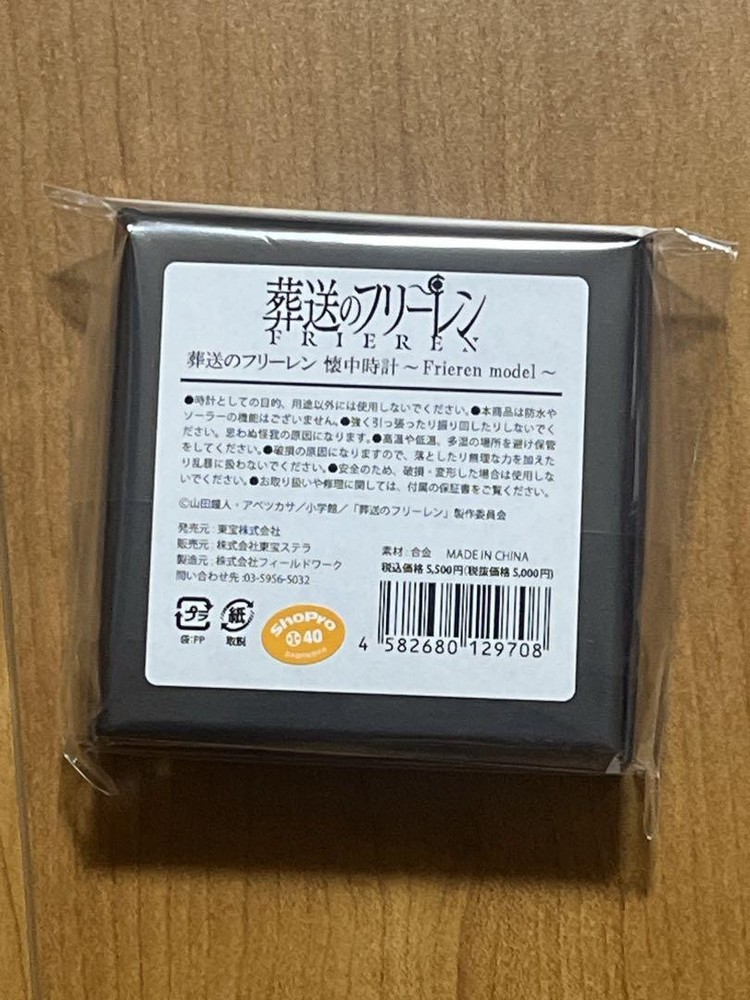 葬送のフリーレン
FRIEREN
葬送のフリーレン 懐中時計 ～Frieren model～
●時計としての目的、用途以外には使用しないでください。●本商品は防水や
ソーラーの機能はございません。●強く引っ張ったり振り回したりしないでく
ださい。思わぬ怪我の原因になります。●高温や低温、多湿の場所を避け保管
をしてください。●破損の原因になりますので、落としたり無理な力を加えた
り乱暴に扱わないでください。●安全のため、破損・変形した場合は使用しな
いでください。●お取り扱いや修理に関しては、付属の保証書をご覧ください。
©山田鐘人・アベツカサ／小学館／「葬送のフリーレン」製作委員会
発売元：東宝株式会社
販売元：株式会社東宝ステラ
製造元：株式会社フィールドワーク
問い合わせ先：03-5956-5032
素材：合金 MADE IN CHINA
税込価格 5,500円(税抜価格 5,000円)
プラ
袋：PP
紙
取説
ShoPro
40
4 582680 129708